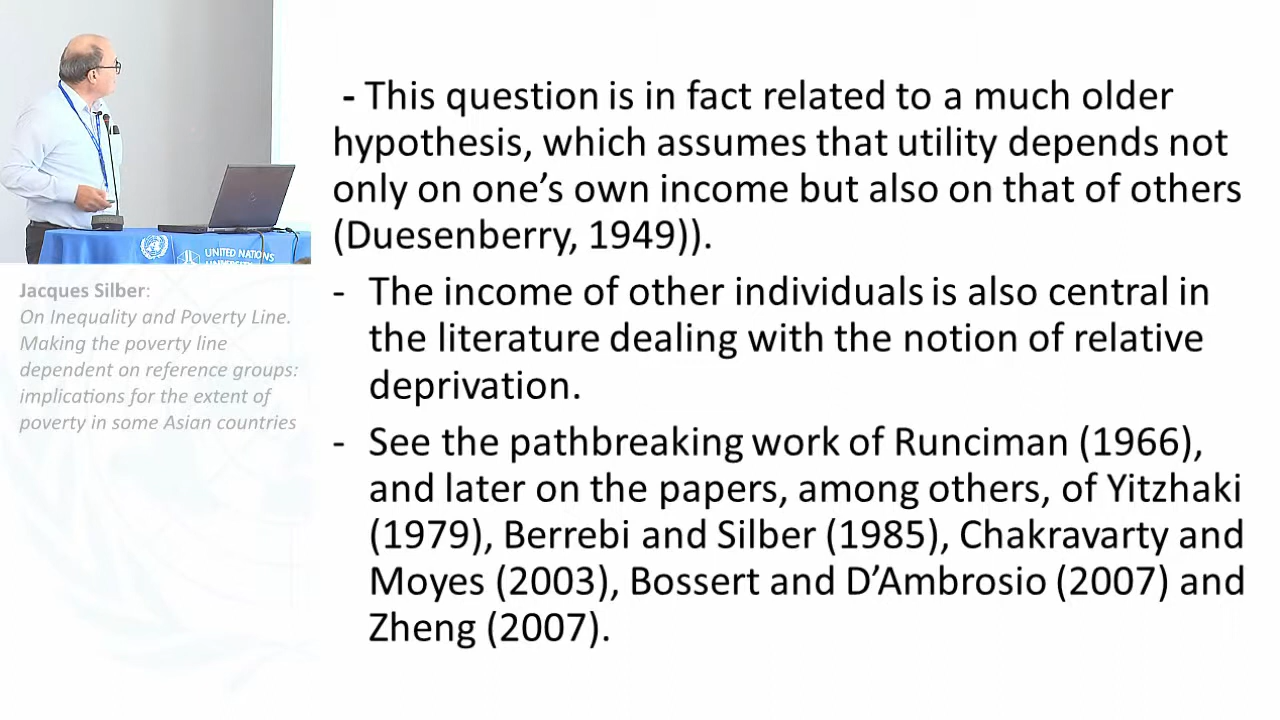 UNITED NATIONS
UNIVERSITY
Jacques Silber:
On Inequality and Poverty Line.
Making the poverty line
dependent on reference groups:
implications for the extent of
poverty in some Asian countries
- This question is in fact related to a much older
hypothesis, which assumes that utility depends not
only on one’s own income but also on that of others
(Duesenberry, 1949)).
- The income of other individuals is also central in
the literature dealing with the notion of relative
deprivation.
- See the pathbreaking work of Runciman (1966),
and later on the papers, among others, of Yitzhaki
(1979), Berrebi and Silber (1985), Chakravarty and
Moyes (2003), Bossert and D’Ambrosio (2007) and
Zheng (2007).